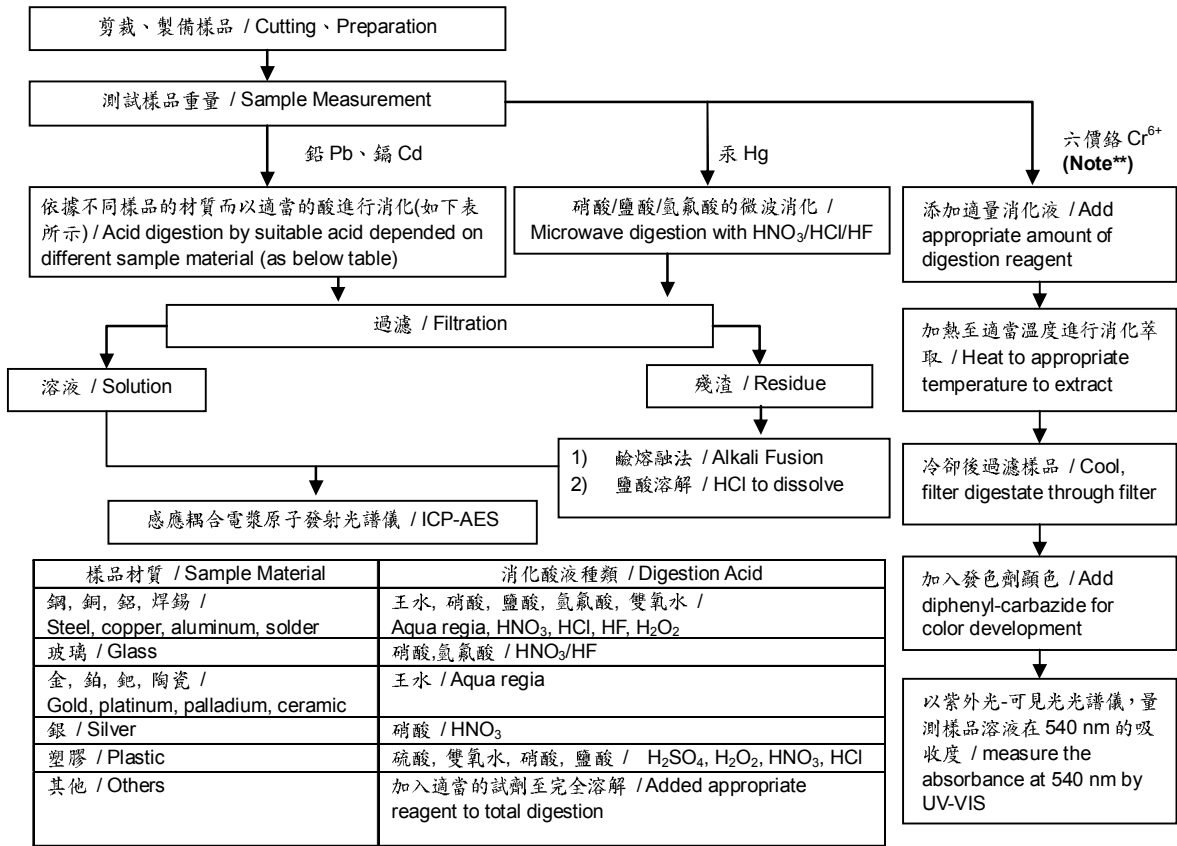 剪裁、製備樣品 / Cutting、Preparation
測試樣品重量 / Sample Measurement
鉛 Pb、鎘 Cd
汞 Hg
六價鉻 Cr⁶⁺
(Note**)
依據不同樣品的材質而以適當的酸進行消化(如下表
所示) / Acid digestion by suitable acid depended on
different sample material (as below table)
硝酸/鹽酸/氫氟酸的微波消化 /
Microwave digestion with HNO₃/HCl/HF
添加適量消化液 / Add
appropriate amount of
digestion reagent
過濾 / Filtration
加熱至適當溫度進行消化萃
取 / Heat to appropriate
temperature to extract
溶液 / Solution
殘渣 / Residue
1) 鹼熔融法 / Alkali Fusion
2) 鹽酸溶解 / HCl to dissolve
冷卻後過濾樣品 / Cool,
filter digestate through filter
感應耦合電漿原子發射光譜儀 / ICP-AES
加入發色劑顯色 / Add
diphenyl-carbazide for
color development
以紫外光-可見光光譜儀，量
測樣品溶液在 540 nm 的吸
收度 / measure the
absorbance at 540 nm by
UV-VIS
樣品材質 / Sample Material
消化酸液種類 / Digestion Acid
鋼, 銅, 鋁, 焊錫 /
Steel, copper, aluminum, solder
王水, 硝酸, 鹽酸, 氫氟酸, 雙氧水 /
Aqua regia, HNO₃, HCl, HF, H₂O₂
玻璃 / Glass
硝酸,氫氟酸 / HNO₃/HF
金, 鉑, 鈀, 陶瓷 /
Gold, platinum, palladium, ceramic
王水 / Aqua regia
銀 / Silver
硝酸 / HNO₃
塑膠 / Plastic
硫酸, 雙氧水, 硝酸, 鹽酸 / H₂SO₄, H₂O₂, HNO₃, HCl
其他 / Others
加入適當的試劑至完全溶解 / Added appropriate
reagent to total digestion